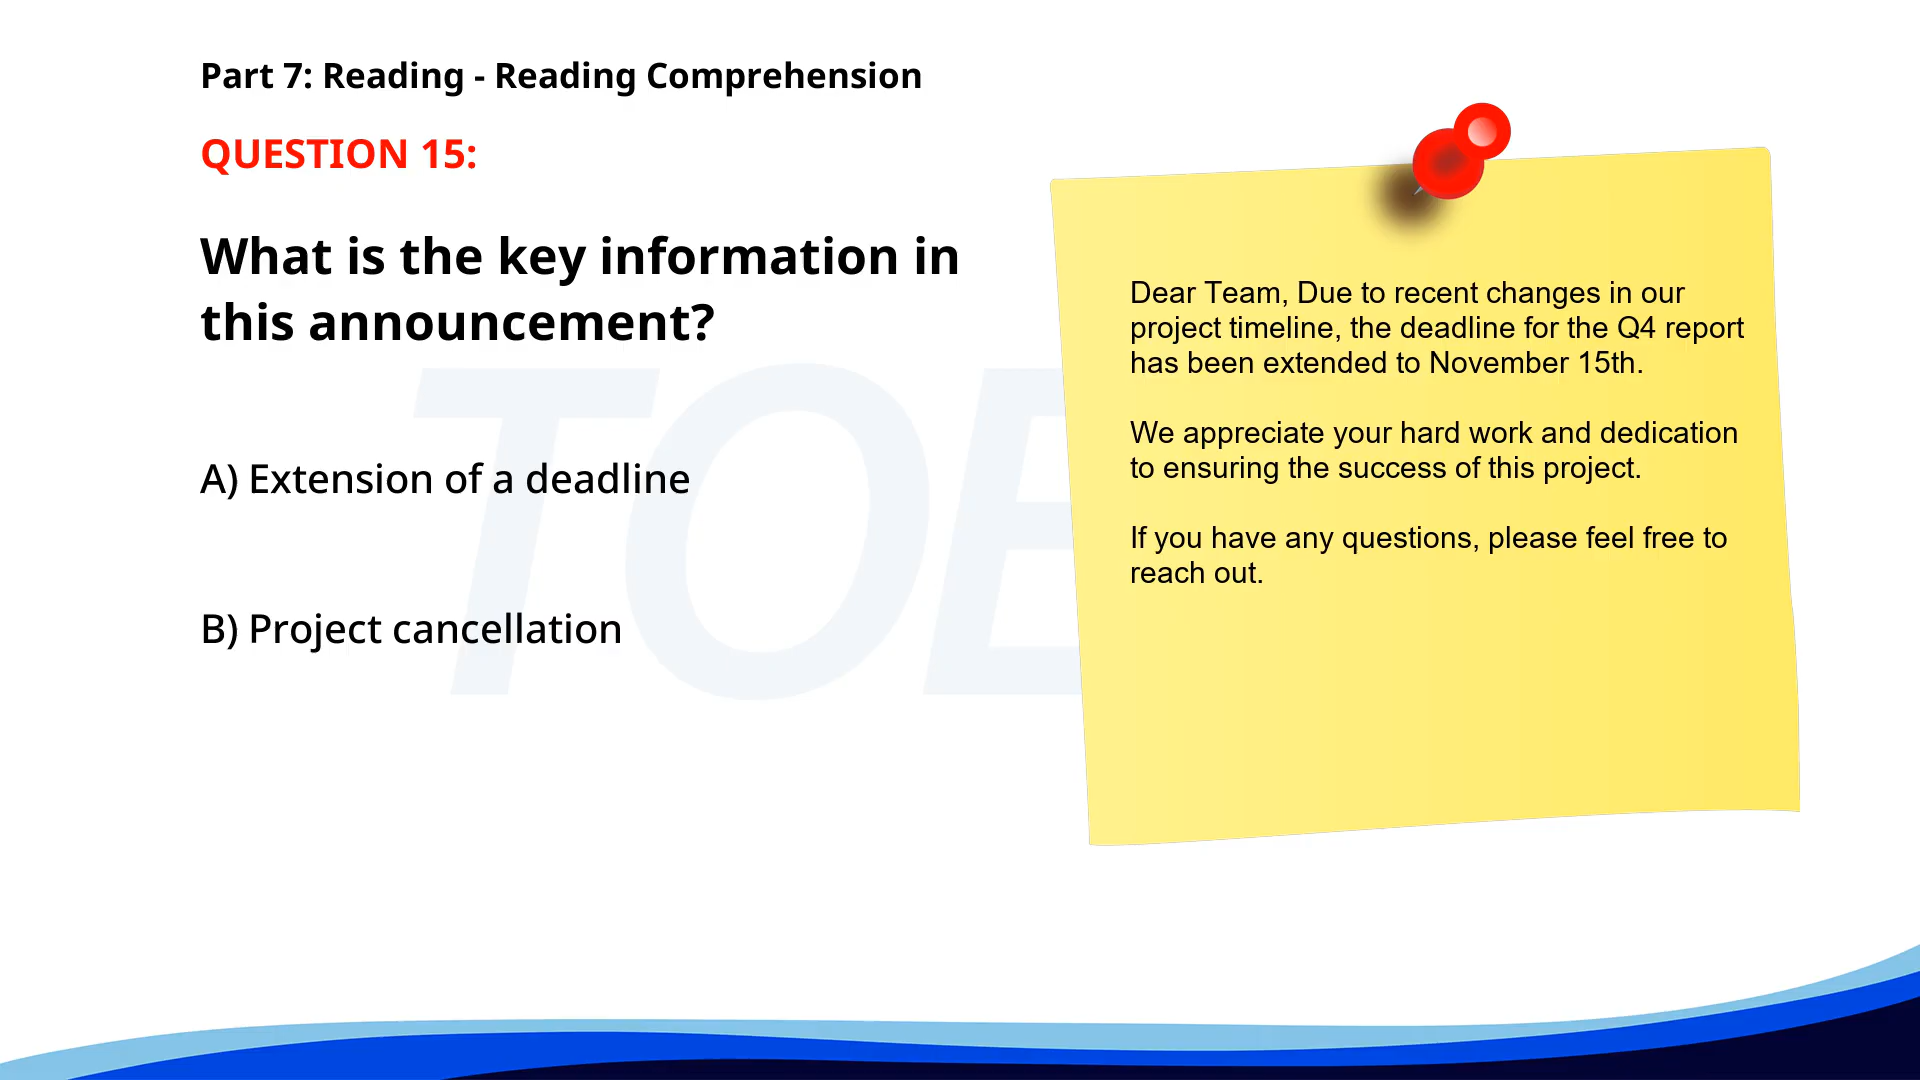 Part 7: Reading - Reading Comprehension
QUESTION 15:
What is the key information in
this announcement?
A) Extension of a deadline
B) Project cancellation
Dear Team, Due to recent changes in our
project timeline, the deadline for the Q4 report
has been extended to November 15th.
We appreciate your hard work and dedication
to ensuring the success of this project.
If you have any questions, please feel free to
reach out.
TOE